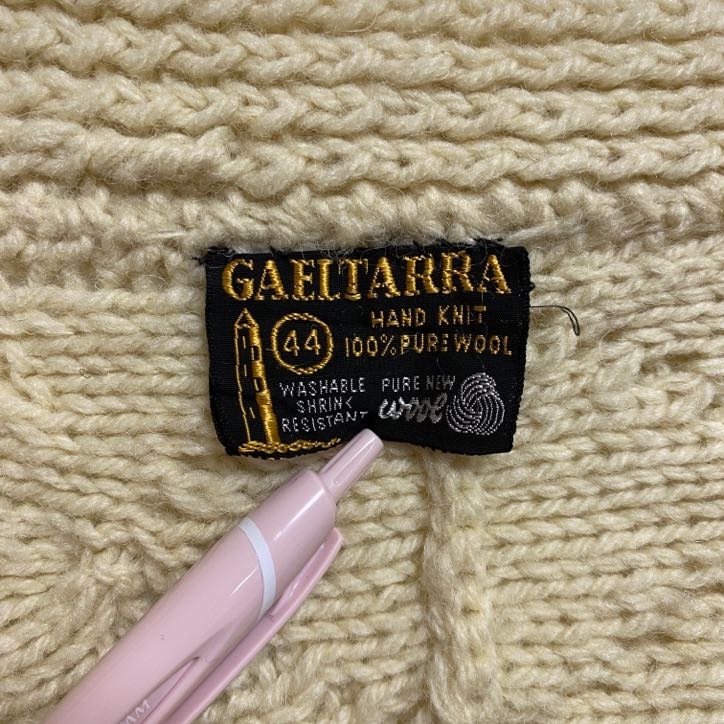 GAELTARRA
HAND KNIT
44
100% PURE WOOL
WASHABLE
SHRINK
RESISTANT
PURE NEW
wool